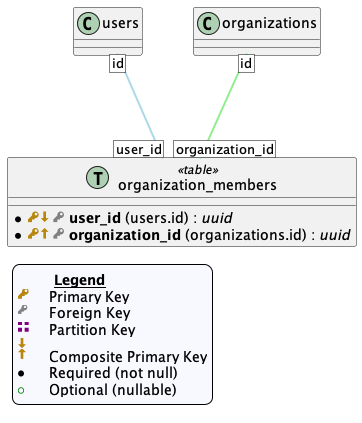 C users
C organizations
id
id
user_id
organization_id
T «table»
organization_members
user_id (users.id) : uuid
organization_id (organizations.id) : uuid
Legend
Primary Key
Foreign Key
Partition Key
Composite Primary Key
Required (not null)
Optional (nullable)